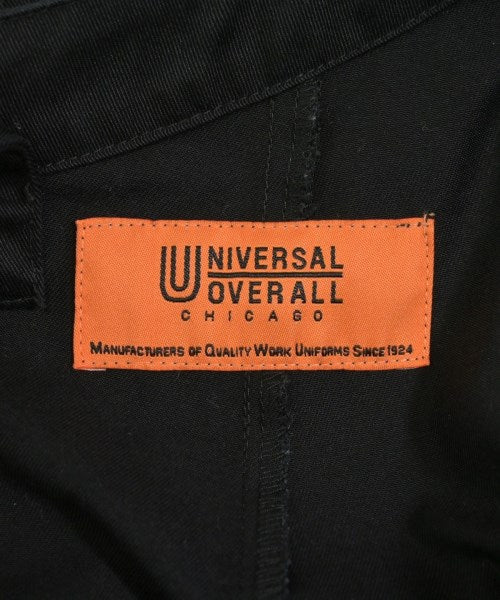 UNIVERSAL
OVERALL
CHICAGO
MANUFACTURERS OF QUALITY WORK UNIFORMS SINCE 1924